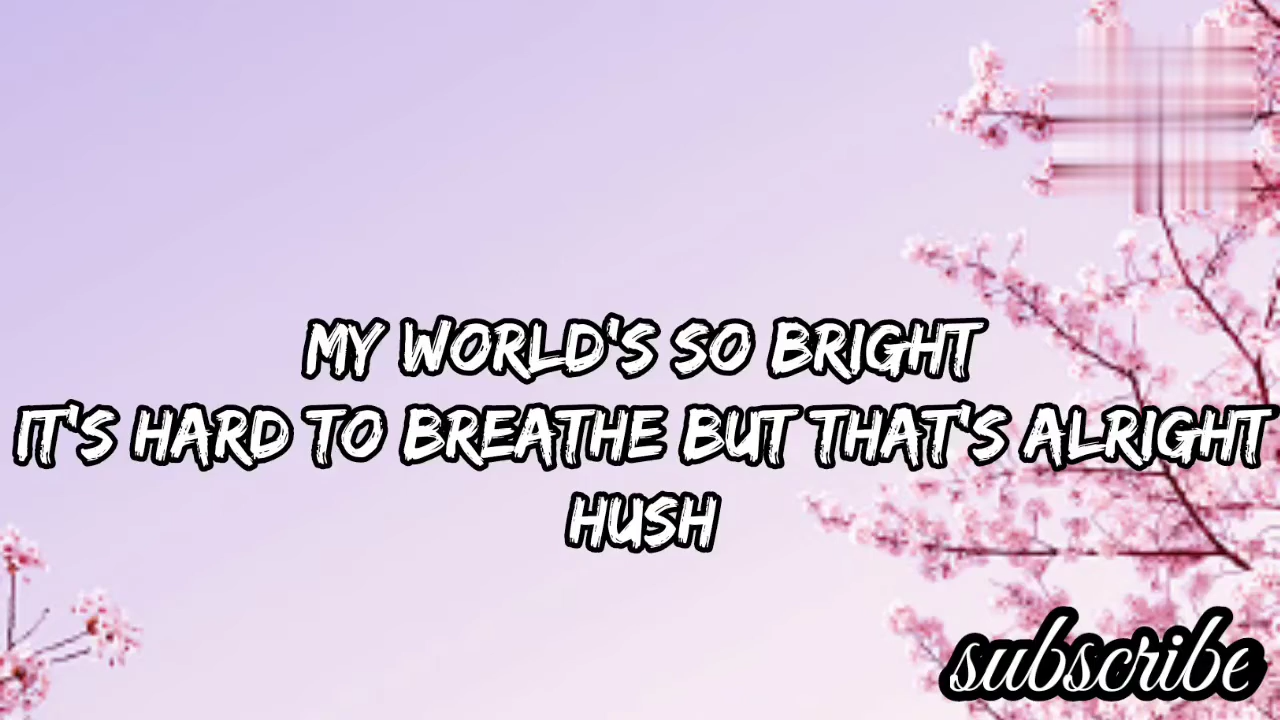 MY WORLD'S SO BRIGHT
IT'S HARD TO BREATHE BUT THAT'S ALRIGHT
HUSH
subscribe